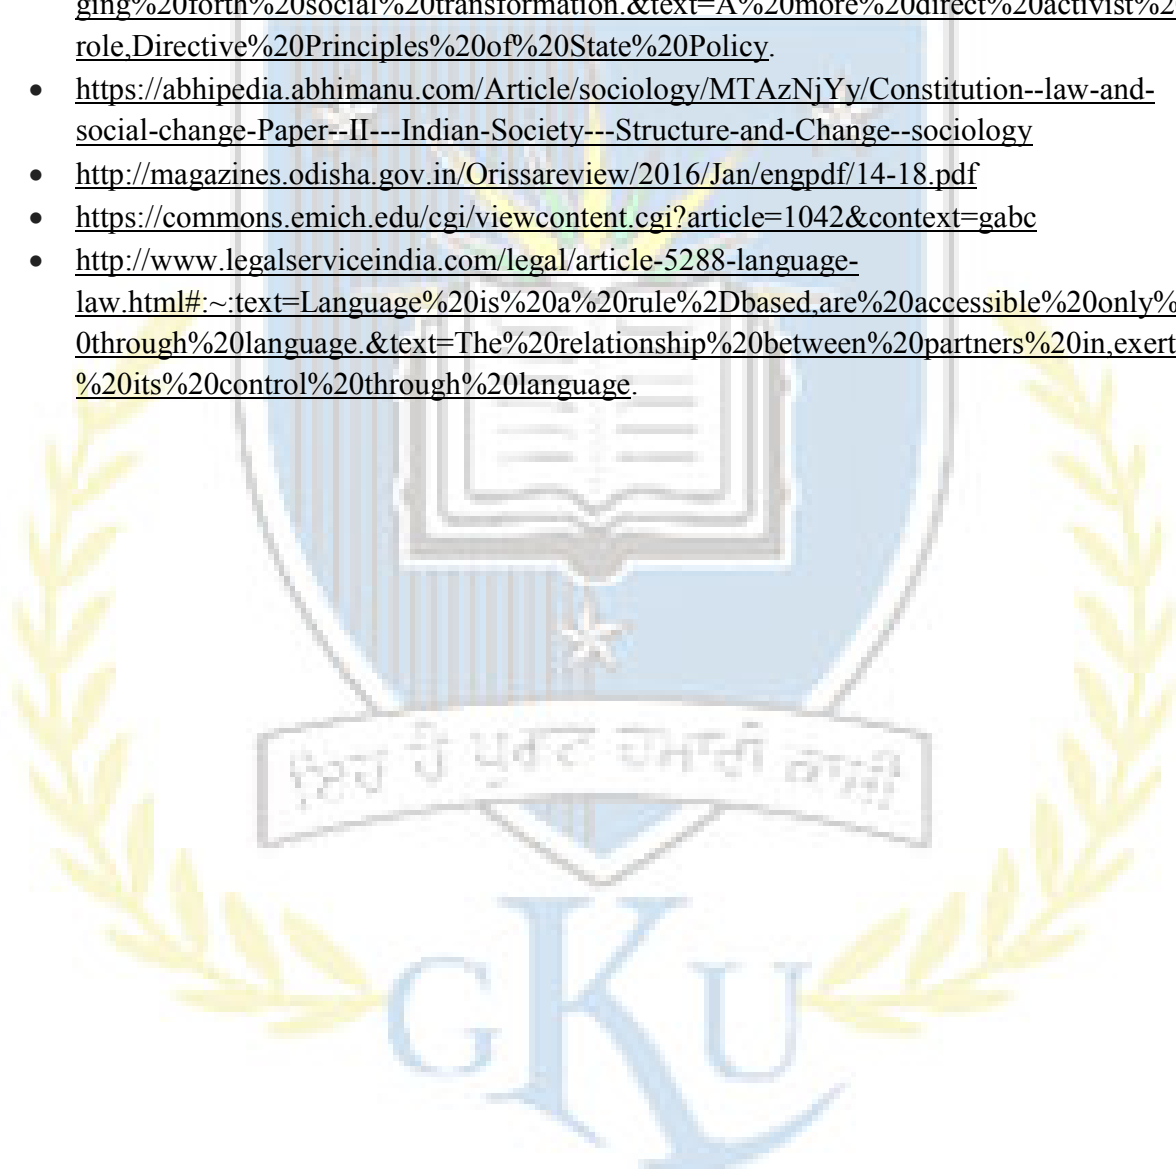 ging%20forth%20social%20transformation.&text=A%20more%20direct%20activist%2
role,Directive%20Principles%20of%20State%20Policy.
• https://abhipedia.abhimanu.com/Article/sociology/MTAzNjYy/Constitution--law-and-
social-change-Paper--II---Indian-Society---Structure-and-Change--sociology
• http://magazines.odisha.gov.in/Orissareview/2016/Jan/engpdf/14-18.pdf
• https://commons.emich.edu/cgi/viewcontent.cgi?article=1042&context=gabc
• http://www.legalserviceindia.com/legal/article-5288-language-
law.html#:~:text=Language%20is%20a%20rule%2Dbased,are%20accessible%20only%
0through%20language.&text=The%20relationship%20between%20partners%20in,exert
%20its%20control%20through%20language.
ਇਹ ਹੈ ਪ੍ਰਗਟ ਹਮਾਰੀ
GKU